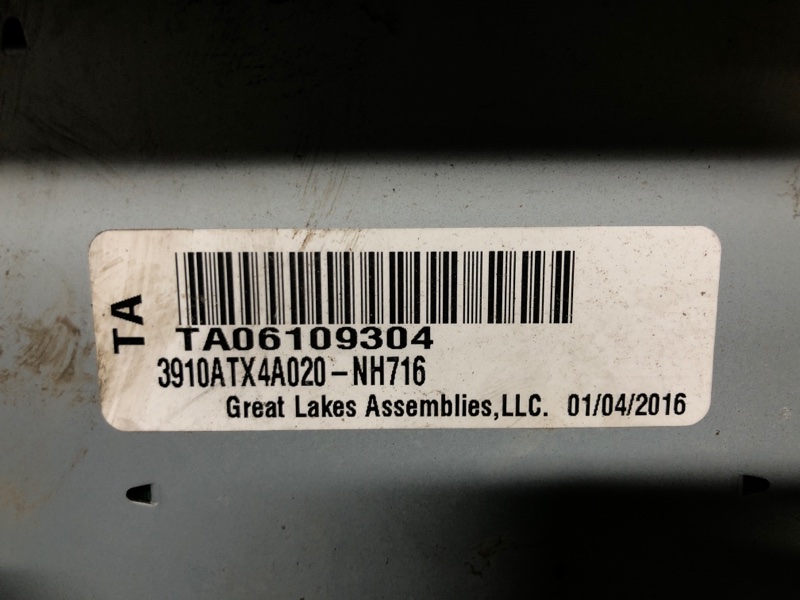 TA
TA06109304
3910ATX4A020-NH716
Great Lakes Assemblies,LLC. 01/04/2016